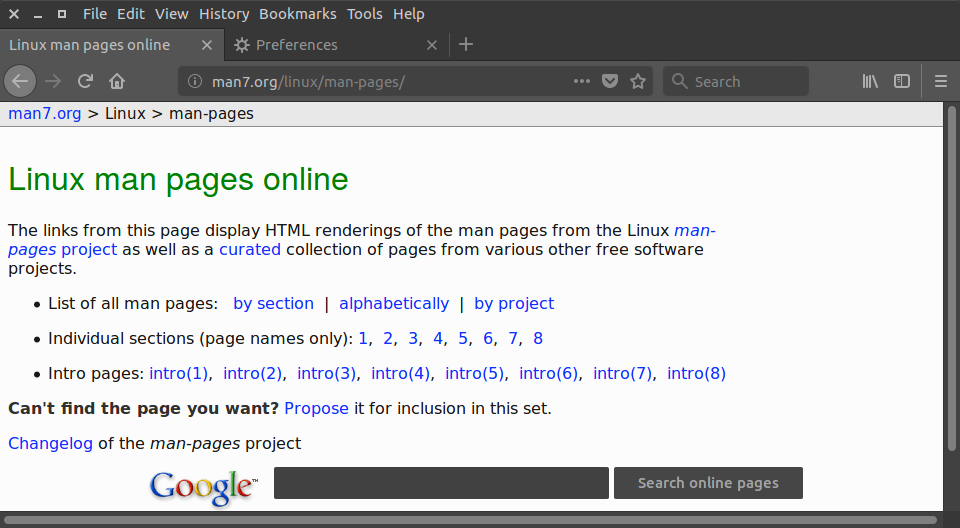 File Edit View History Bookmarks Tools Help
Linux man pages online
Preferences
man7.org/linux/man-pages/
Search
man7.org > Linux > man-pages
Linux man pages online
The links from this page display HTML renderings of the man pages from the Linux man-
pages project as well as a curated collection of pages from various other free software
projects.
• List of all man pages: by section | alphabetically | by project
• Individual sections (page names only): 1, 2, 3, 4, 5, 6, 7, 8
• Intro pages: intro(1), intro(2), intro(3), intro(4), intro(5), intro(6), intro(7), intro(8)
Can't find the page you want? Propose it for inclusion in this set.
Changelog of the man-pages project
Google™ Search online pages